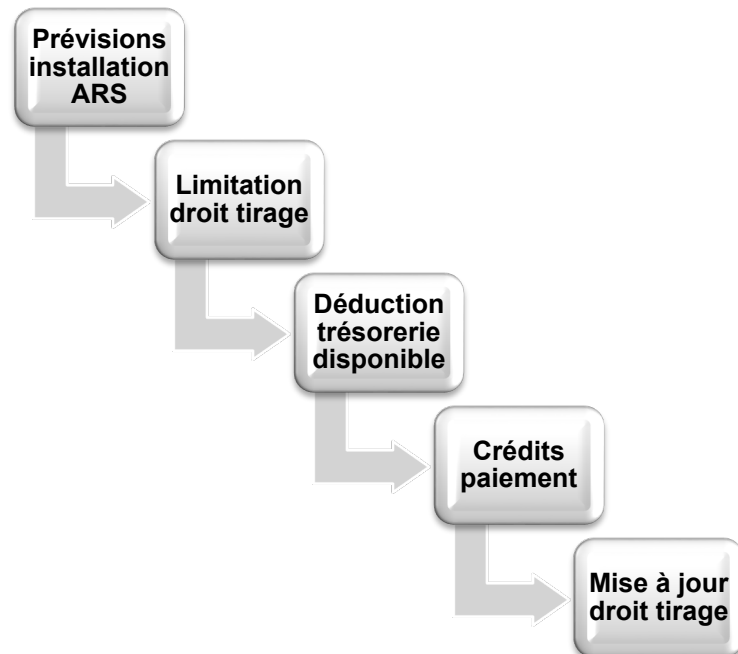 Prévisions
installation
ARS
Limitation
droit tirage
Déduction
trésorerie
disponible
Crédits
paiement
Mise à jour
droit tirage